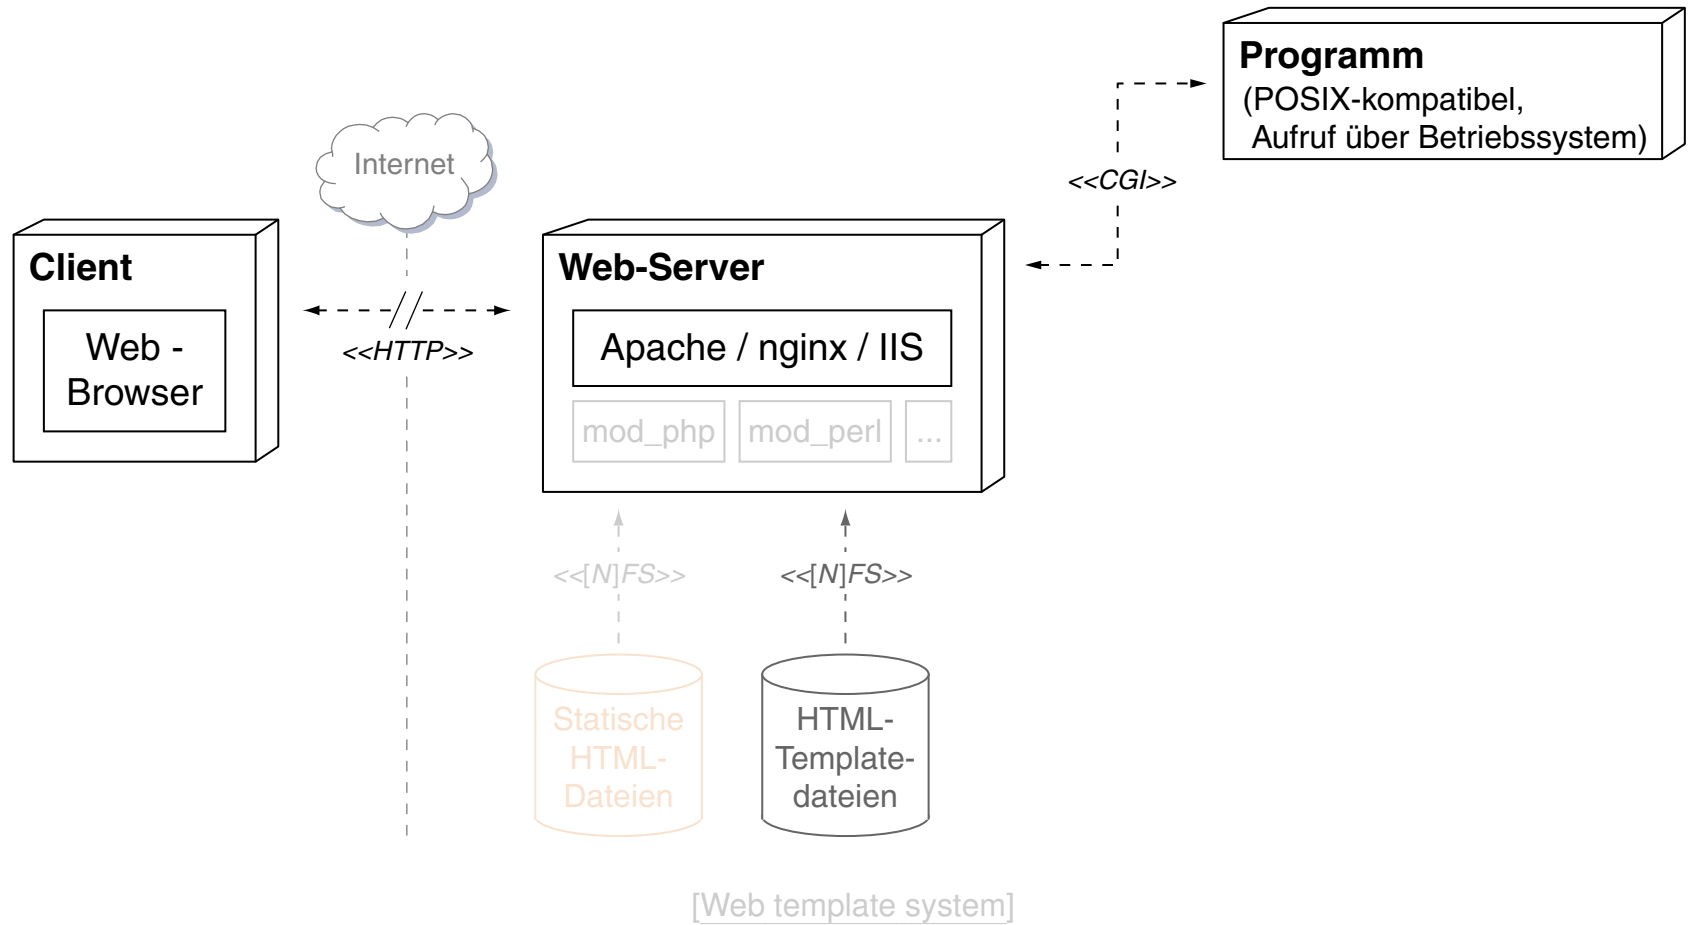 Programm
(POSIX-kompatibel,
Aufruf über Betriebssystem)
Internet
<<CGI>>
Client
Web-Server
Web -
Browser
<<HTTP>>
Apache / nginx / IIS
mod_php
mod_perl
...
<<[N]FS>>
<<[N]FS>>
Statische
HTML-
Dateien
HTML-
Template-
dateien
[Web template system]